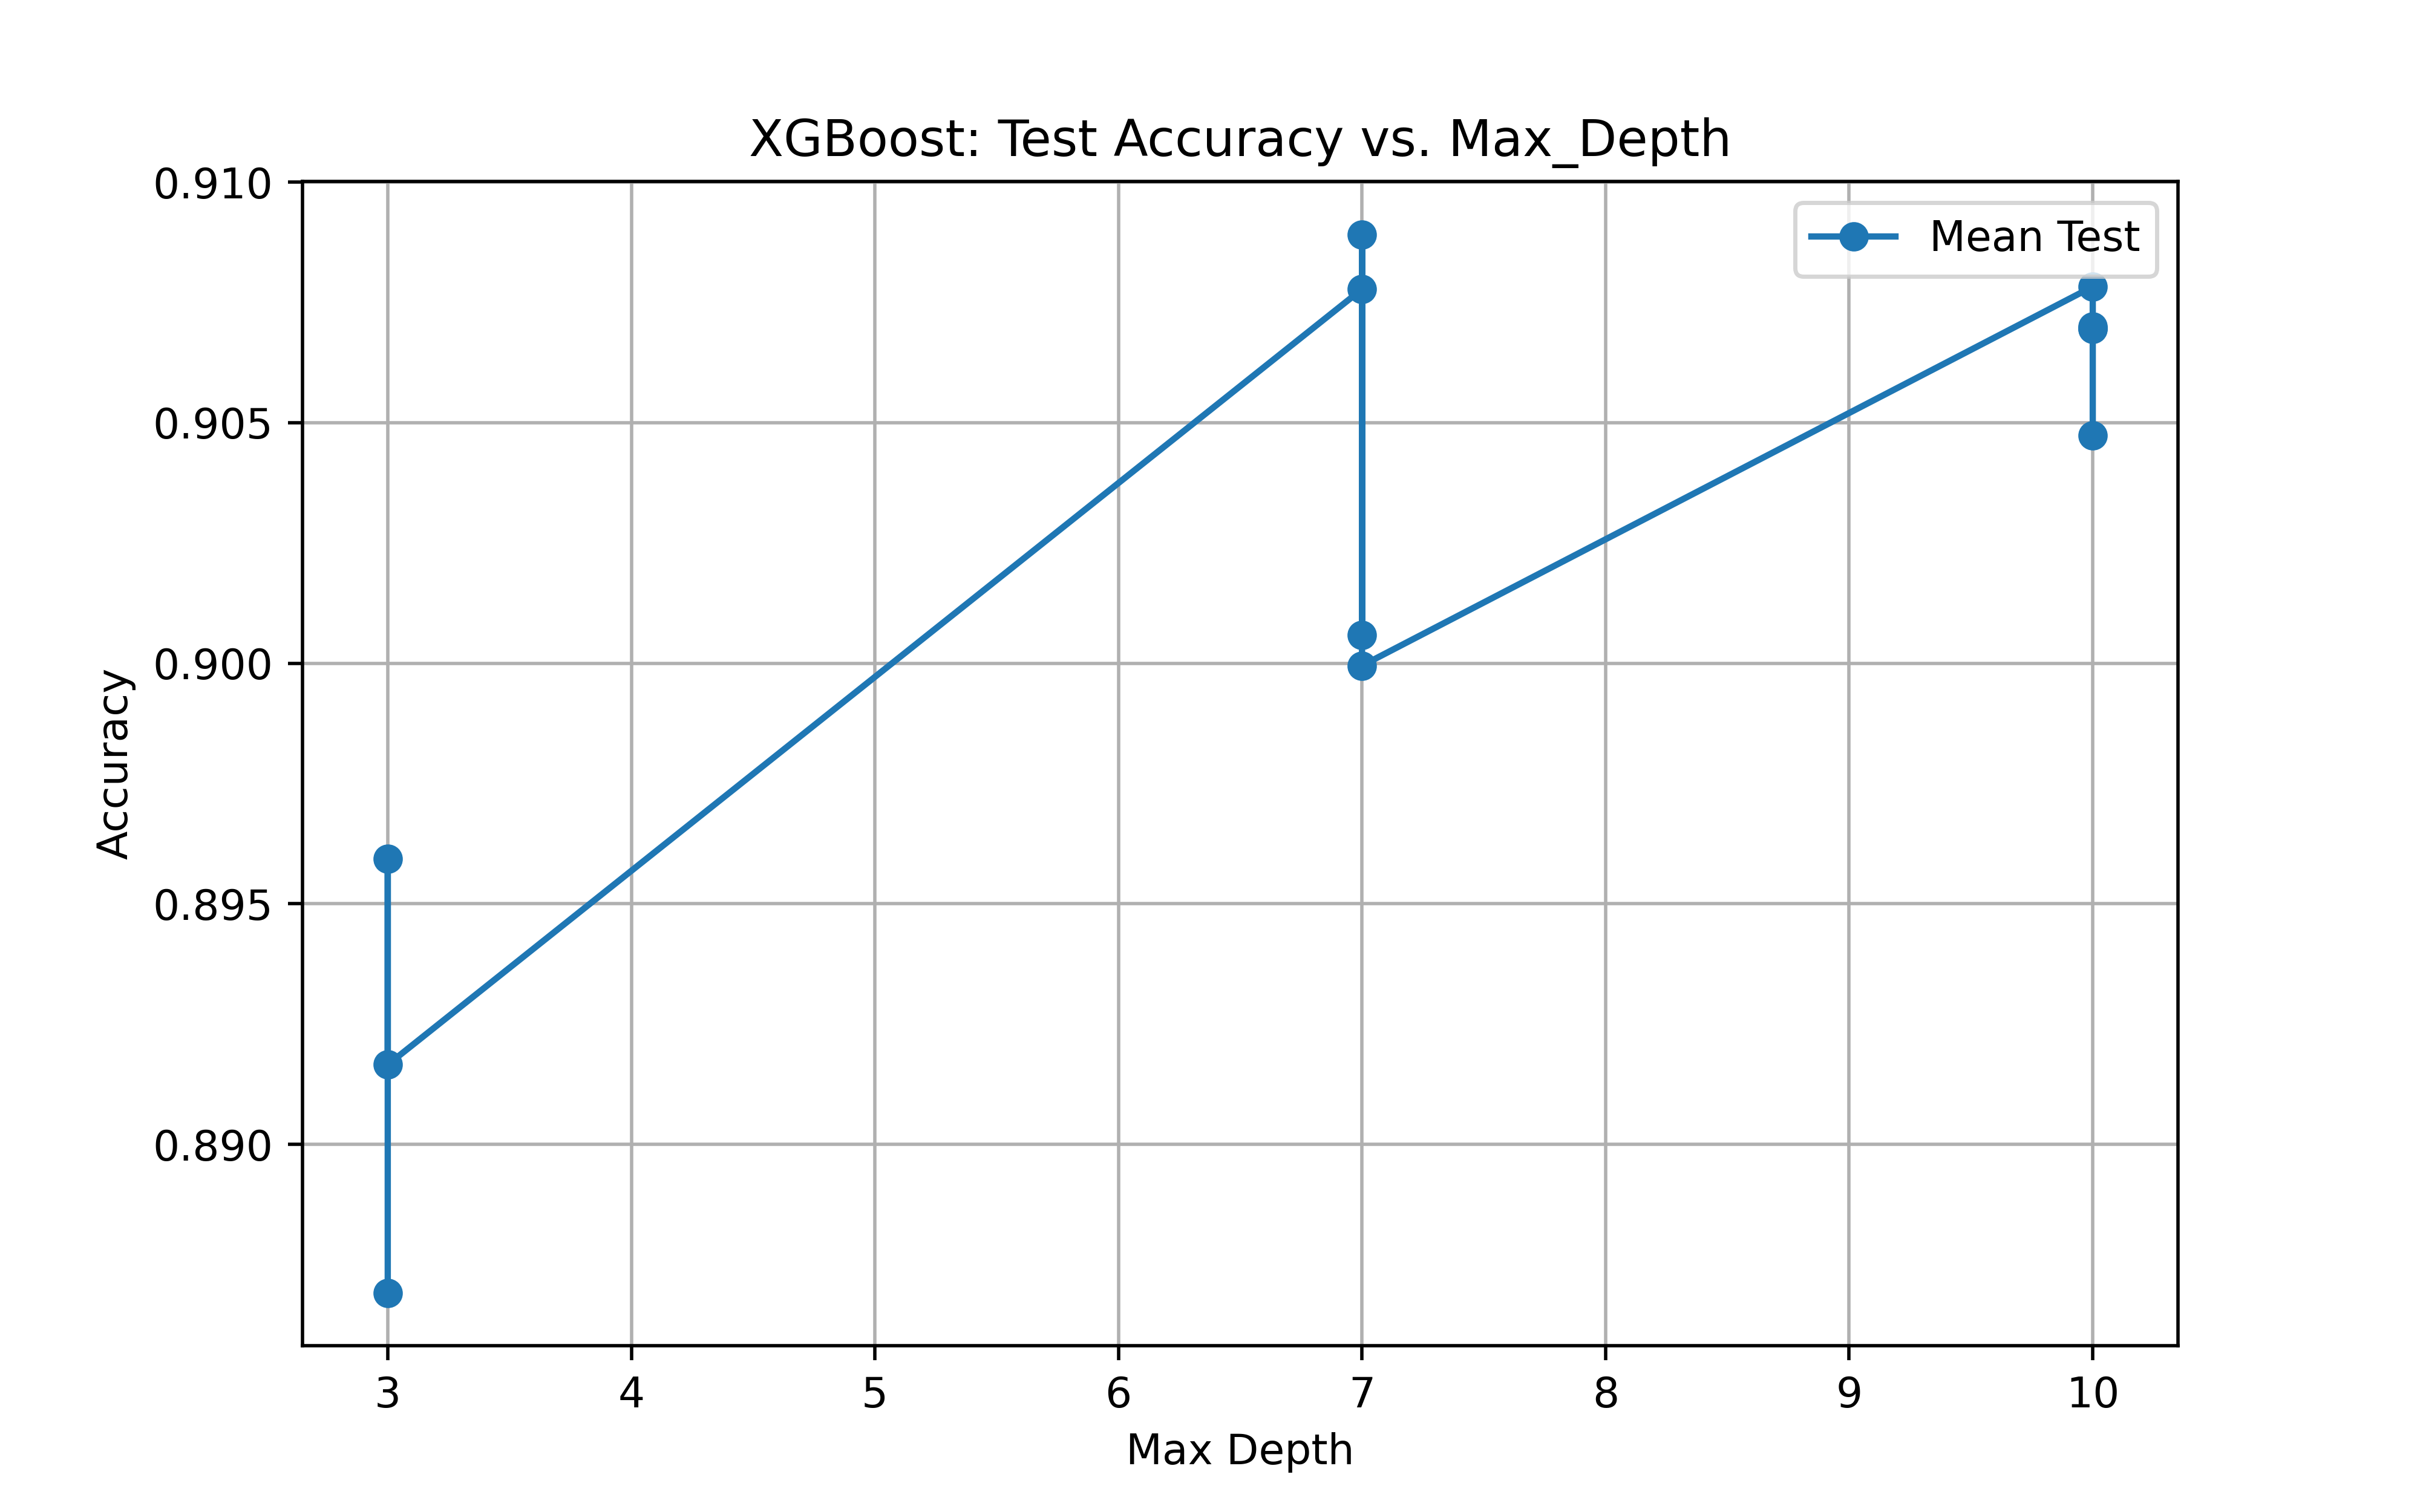 XGBoost: Test Accuracy vs. Max_Depth
Mean Test
0.910
0.905
0.900
0.895
0.890
Accuracy
3 4 5 6 7 8 9 10
Max Depth